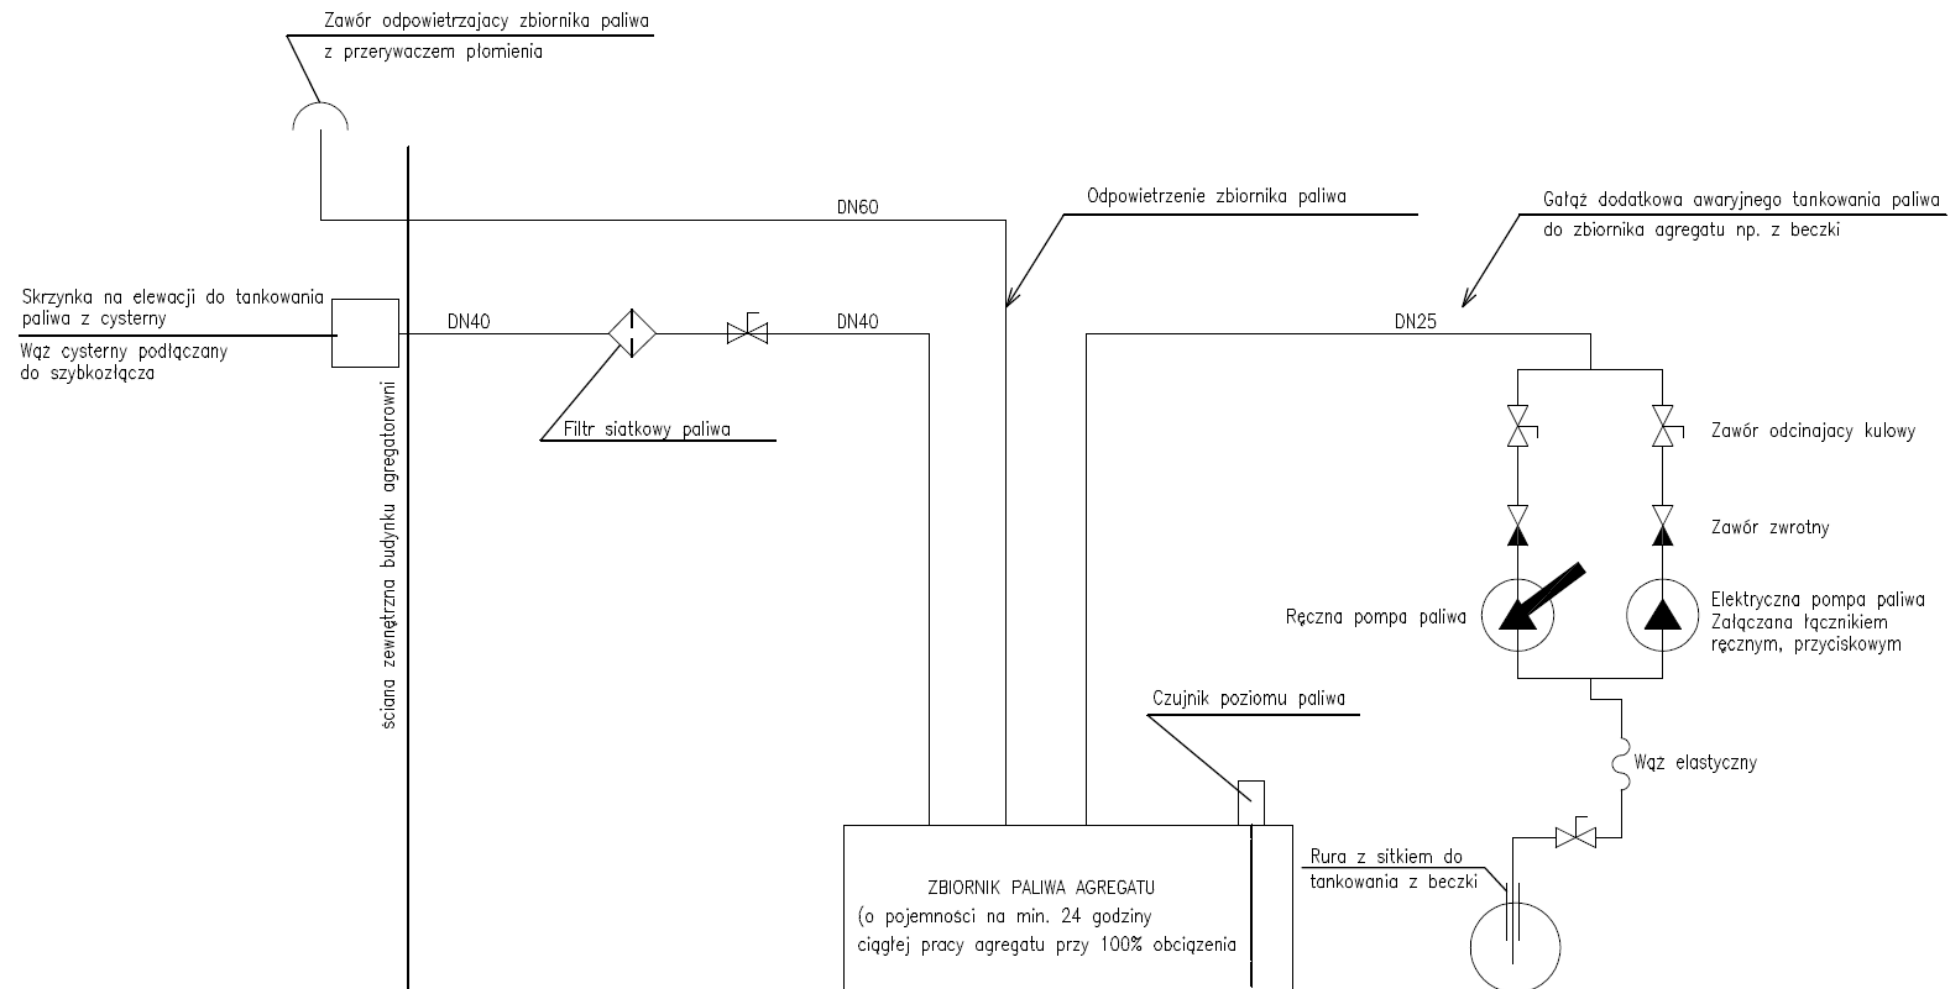 Zawór odpowietrzajacy zbiornika paliwa
z przerywaczem płomienia
DN60
Odpowietrzenie zbiornika paliwa
Gałąź dodatkowa awaryjnego tankowania paliwa
do zbiornika agregatu np. z beczki
Skrzynka na elewacji do tankowania
paliwa z cysterny
Wąż cysterny podłączany
do szybkozłącza
DN40
DN40
DN25
Filtr siatkowy paliwa
ściana zewnętrzna budynku agregatorowni
Zawór odcinajacy kulowy
Zawór zwrotny
Ręczna pompa paliwa
Elektryczna pompa paliwa
Załączana łącznikiem
ręcznym, przyciskowym
Czujnik poziomu paliwa
Wąż elastyczny
Rura z sitkiem do
tankowania z beczki
ZBIORNIK PALIWA AGREGATU
(o pojemności na min. 24 godziny
ciągłej pracy agregatu przy 100% obciązenia